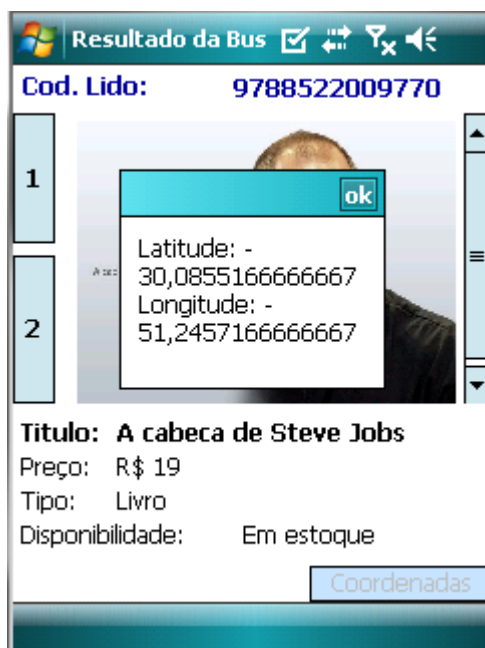 Resultado da Bus
Cod. Lido: 9788522009770
1
ok
Latitude: -
30,0855166666667
Longitude: -
51,2457166666667
2
Titulo: A cabeca de Steve Jobs
Preço: R$ 19
Tipo: Livro
Disponibilidade: Em estoque
Coordenadas